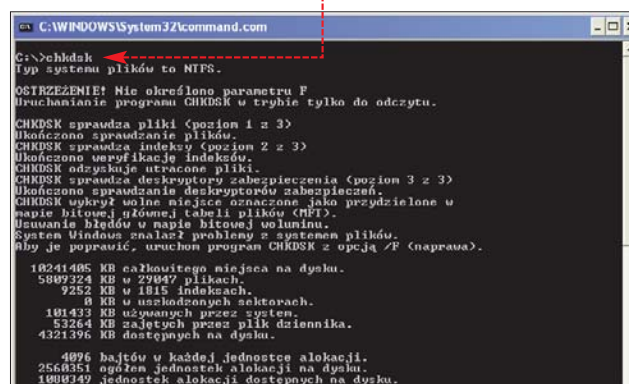 C:\WINDOWS\System32\command.com
C:\>chkdsk
Typ systemu plików to NTFS.
OSTRZEŻENIE! Nie określono parametru F
Uruchamianie programu CHKDSK w trybie tylko do odczytu.
CHKDSK sprawdza pliki (poziom 1 z 3)
Ukończono sprawdzanie plików.
CHKDSK sprawdza indeksy (poziom 2 z 3)
Ukończono weryfikację indeksów.
CHKDSK odzyskuje utracone pliki.
CHKDSK sprawdza deskryptory zabezpieczenia (poziom 3 z 3)
Ukończono sprawdzanie deskryptorów zabezpieczeń.
CHKDSK wykrył wolne miejsce oznaczone jako przydzielone w
mapie bitowej głównej tabeli plików (MFT).
Usuwanie błędów w mapie bitowej woluminu.
System Windows znalazł problemy z systemem plików.
Aby je poprawić, uruchom program CHKDSK z opcją /F (naprawa).
10241405 KB całkowitego miejsca na dysku.
5809324 KB w 29047 plikach.
9252 KB w 1815 indeksach.
0 KB w uszkodzonych sektorach.
101433 KB używanych przez system.
53264 KB zajętych przez plik dziennika.
4321396 KB dostępnych na dysku.
4096 bajtów w każdej jednostce alokacji.
2560351 ogółem jednostek alokacji na dysku.
1080349 jednostek alokacji dostępnych na dysku.